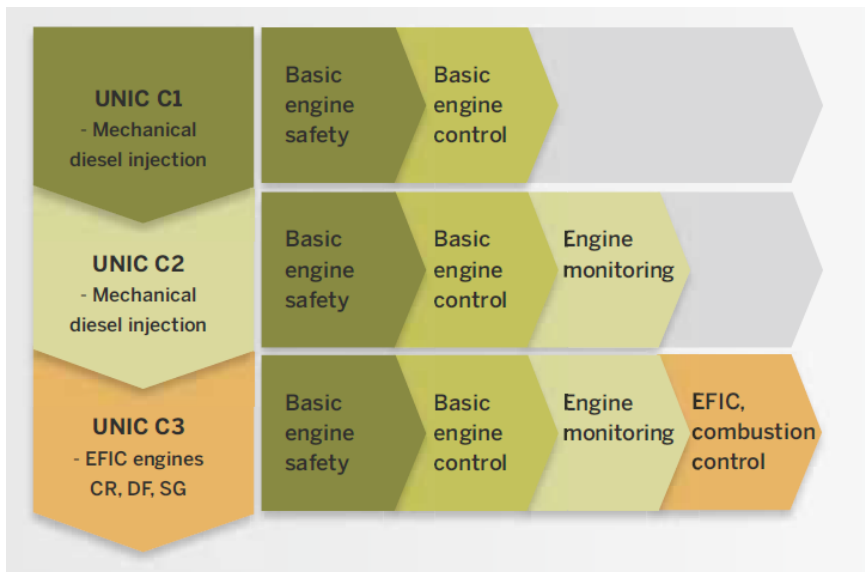 UNIC C1
- Mechanical
diesel injection
Basic
engine
safety
Basic
engine
control
UNIC C2
- Mechanical
diesel injection
Basic
engine
safety
Basic
engine
control
Engine
monitoring
UNIC C3
- EFIC engines
CR, DF, SG
Basic
engine
safety
Basic
engine
control
Engine
monitoring
EFIC,
combustion
control